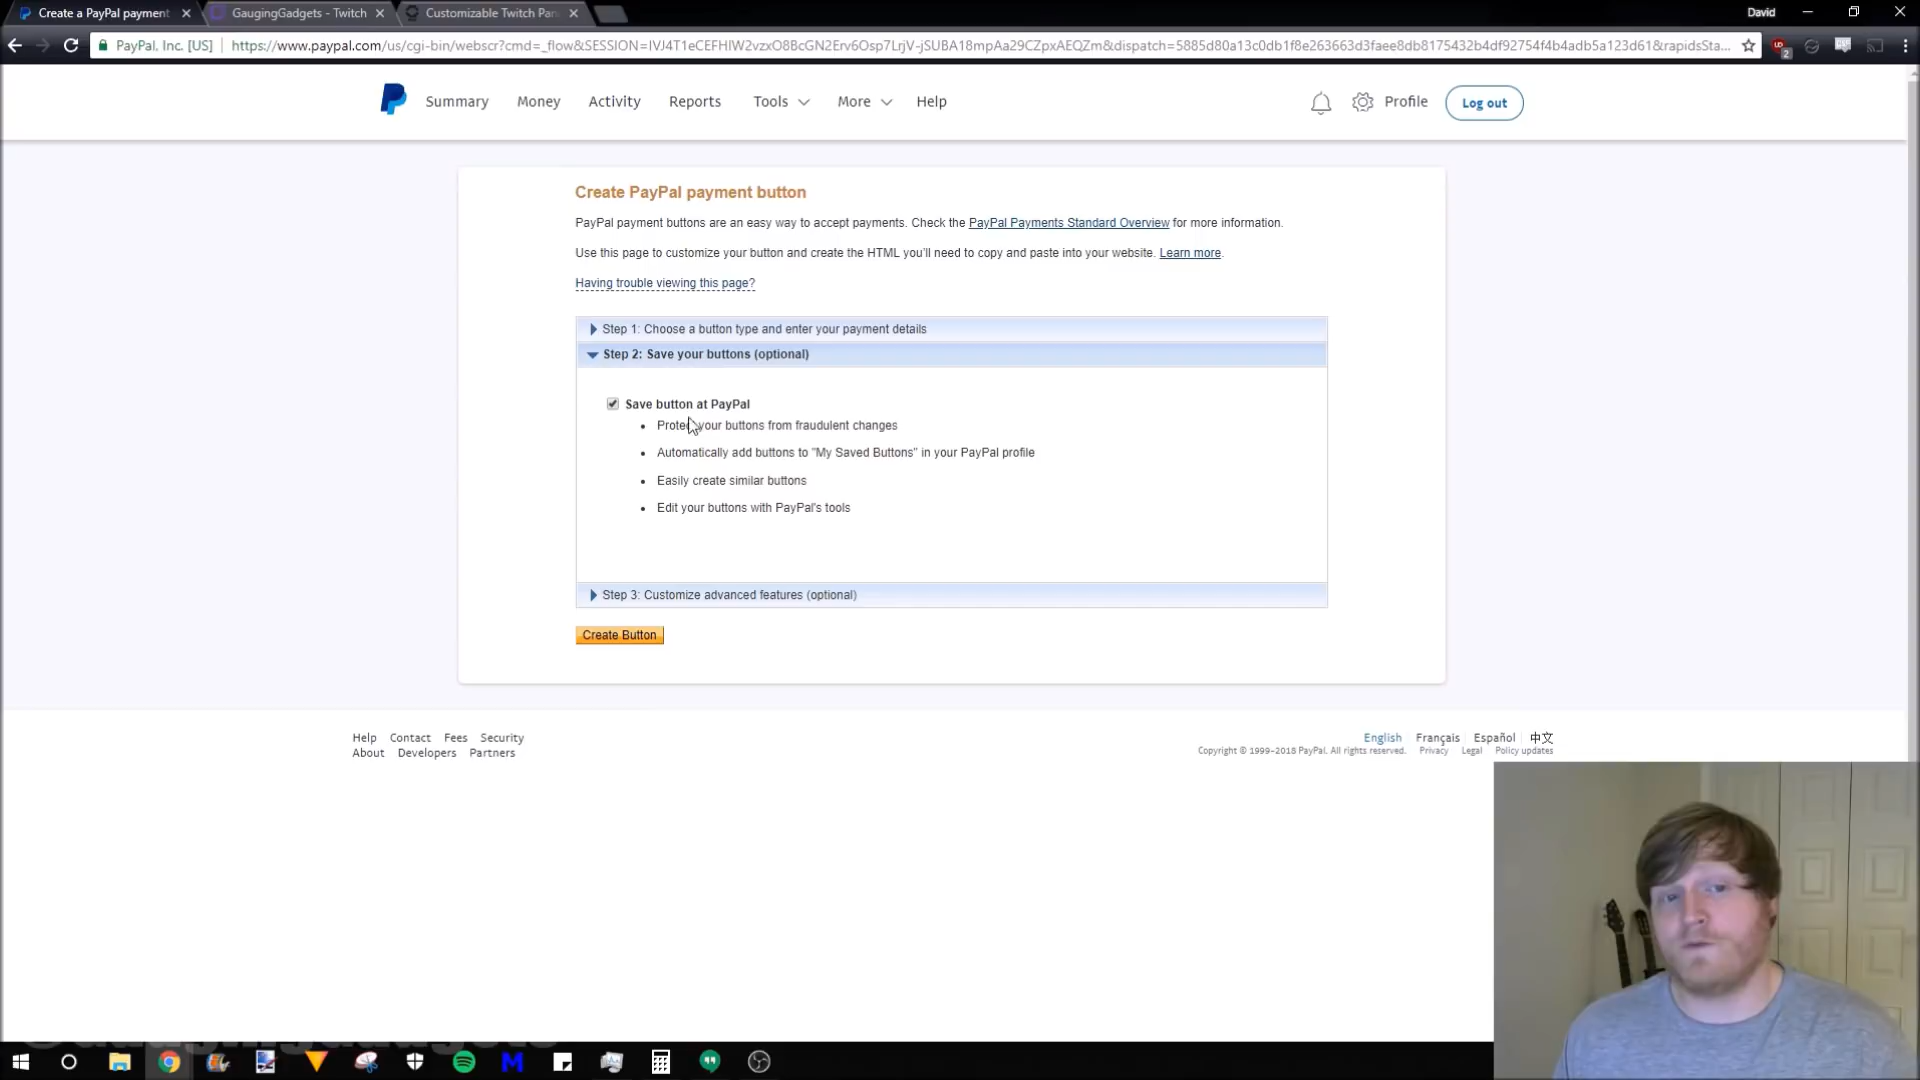 Create a PayPal payment
GaugingGadgets - Twitch
Customizable Twitch Pan
David
PayPal, Inc. [US]
https://www.paypal.com/us/cgi-bin/webscr?cmd=_flow&SESSION=
2
Summary
Money
Activity
Reports
Tools
More
Help
Profile
Log out
Create PayPal payment button
PayPal payment buttons are an easy way to accept payments. Check the PayPal Payments Standard Overview for more information.
Use this page to customize your button and create the HTML you'll need to copy and paste into your website. Learn more.
Having trouble viewing this page?
Step 1: Choose a button type and enter your payment details
Step 2: Save your buttons (optional)
Save button at PayPal
• your buttons from fraudulent changes
• Automatically add buttons to "My Saved Buttons" in your PayPal profile
• Easily create similar buttons
• Edit your buttons with PayPal's tools
Step 3: Customize advanced features (optional)
Create Button
Help Contact Fees Security
About Developers Partners
English Français Español 中文
Copyright © 1999-2018 PayPal. All rights reserved. Privacy Legal Policy updates